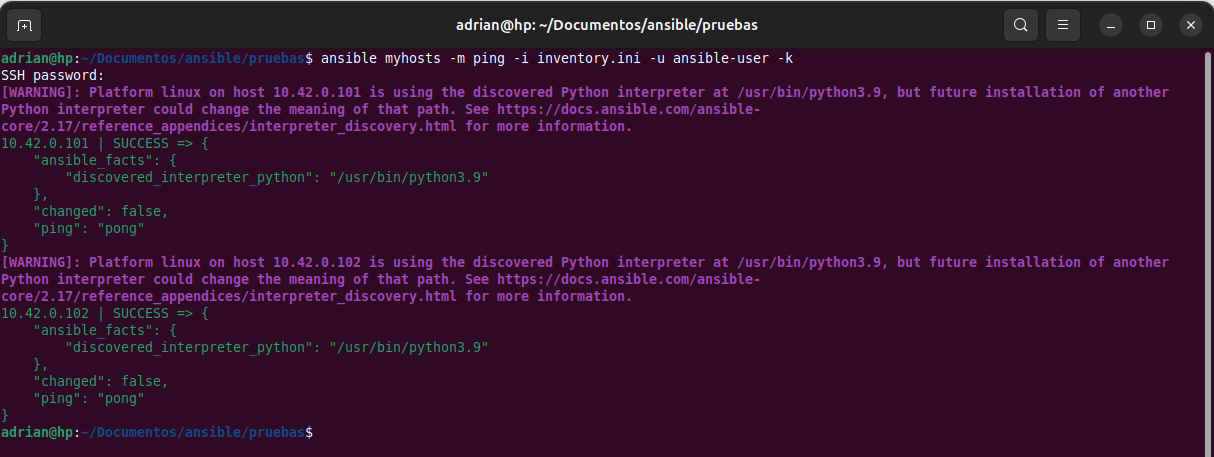 adrian@hp: ~/Documentos/ansible/pruebas
adrian@hp:~/Documentos/ansible/pruebas$ ansible myhosts -m ping -i inventory.ini -u ansible-user -k
SSH password:
[WARNING]: Platform linux on host 10.42.0.101 is using the discovered Python interpreter at /usr/bin/python3.9, but future installation of another
Python interpreter could change the meaning of that path. See https://docs.ansible.com/ansible-
core/2.17/reference_appendices/interpreter_discovery.html for more information.
10.42.0.101 | SUCCESS => {
    "ansible_facts": {
        "discovered_interpreter_python": "/usr/bin/python3.9"
    },
    "changed": false,
    "ping": "pong"
}
[WARNING]: Platform linux on host 10.42.0.102 is using the discovered Python interpreter at /usr/bin/python3.9, but future installation of another
Python interpreter could change the meaning of that path. See https://docs.ansible.com/ansible-
core/2.17/reference_appendices/interpreter_discovery.html for more information.
10.42.0.102 | SUCCESS => {
    "ansible_facts": {
        "discovered_interpreter_python": "/usr/bin/python3.9"
    },
    "changed": false,
    "ping": "pong"
}
adrian@hp:~/Documentos/ansible/pruebas$